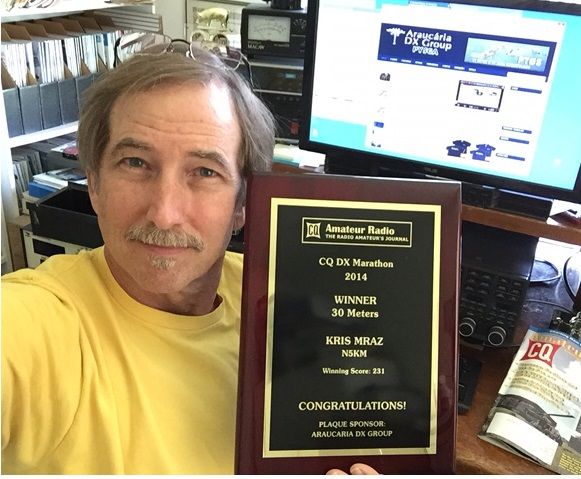 Araucária
DX Group
PY5EA
CQ Amateur Radio
THE RADIO AMATEUR'S JOURNAL
CQ DX Marathon
2014
WINNER
30 Meters
KRIS MRAZ
N5KM
Winning Score: 231
CONGRATULATIONS!
PLAQUE SPONSOR:
ARAUCARIA DX GROUP
CQ